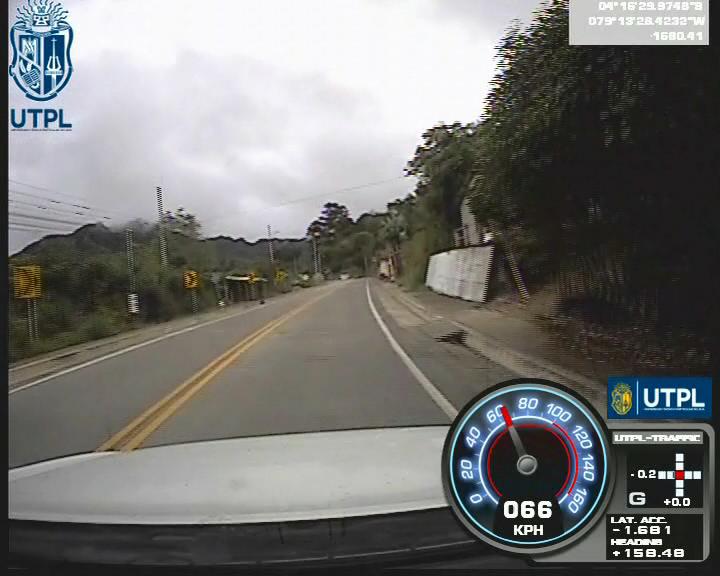 UTPL
04°16'29.9748"S
079°13'28.4232"W
-1680.41
UTPL
UTPL-TRAFFIC
0 20 40 60 80 100 120 140 160
066
KPH
-0.2
G
+0.0
LAT. ACC.
-1.681
HEADING
+158.48